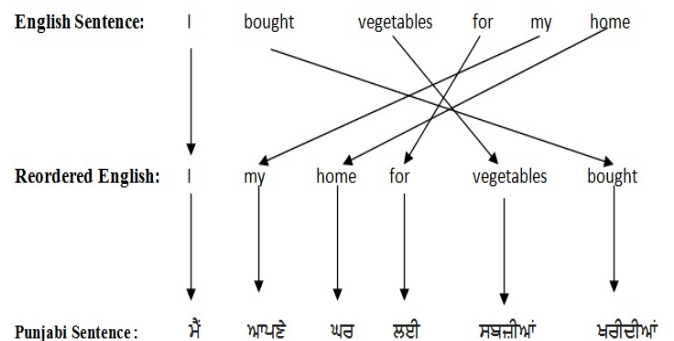 English Sentence: I bought vegetables for my home
Reordered English: I my home for vegetables bought
Punjabi Sentence : ਮੈਂ ਆਪਣੇ ਘਰ ਲਈ ਸਬਜ਼ੀਆਂ ਖਰੀਦੀਆਂ